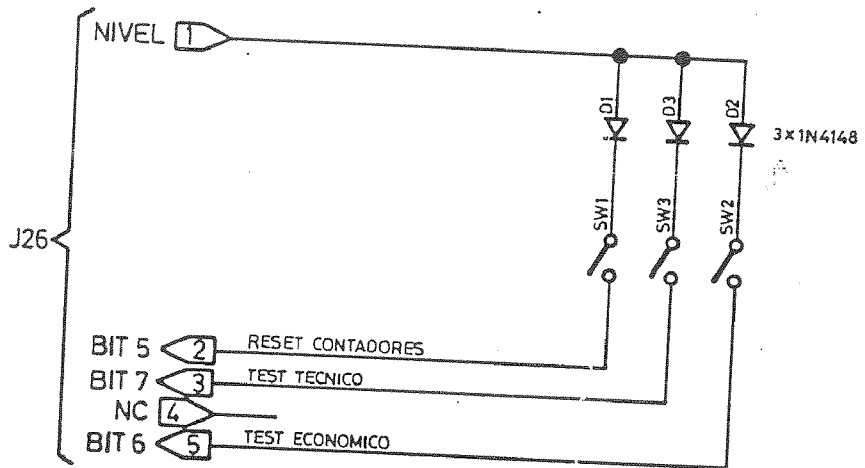 NIVEL 1
D1
D3
D2
3×1N4148
SW1
SW3
SW2
J26
BIT 5 2 RESET CONTADORES
BIT 7 3 TEST TECNICO
NC 4
BIT 6 5 TEST ECONOMICO